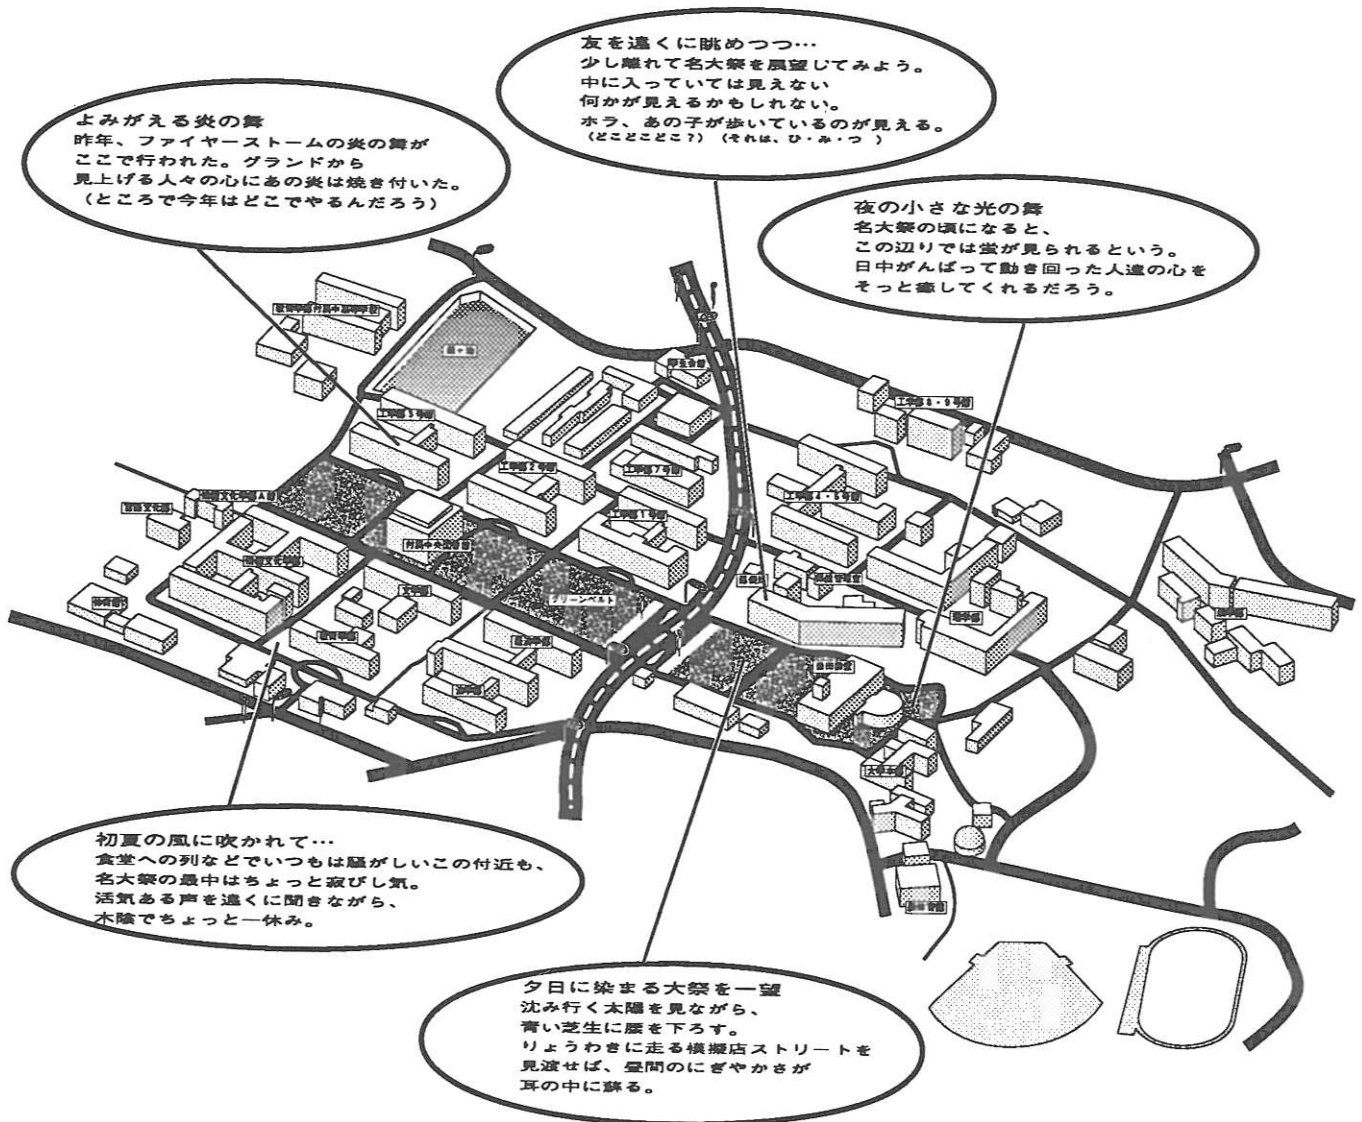 友を遠くに眺めつつ…
少し離れて名大祭を展望してみよう。
中に入っていては見えない
何かが見えるかもしれない。
ホラ、あの子が歩いているのが見える。
(どことこどこ?) (それは、ひ・み・つ )
よみがえる炎の舞
昨年、ファイヤーストームの炎の舞が
ここで行われた。グランドから
見上げる人々の心にあの炎は焼き付いた。
(ところで今年はどこでやるんだろう)
夜の小さな光の舞
名大祭の頃になると、
この辺りでは蛍が見られるという。
日中がんばって動き回った人達の心を
そっと癒してくれるだろう。
工学部8・9号館
工学部3号館
工学部2号館
工学部7号館
工学部4・5号館
工学部1号館
文学部
グリーンベルト
教育学部
経済学部
法学部
理学部
農学部
初夏の風に吹かれて…
食堂への列などでいつもは騒がしいこの付近も、
名大祭の最中はちょっと寂びし気。
活気ある声を遠くに聞きながら、
木陰でちょっと一休み。
夕日に染まる大祭を一望
沈み行く太陽を見ながら、
青い芝生に腰を下ろす。
りょうわきに走る模擬店ストリートを
見渡せば、昼間のにぎやかさが
耳の中に蘇る。